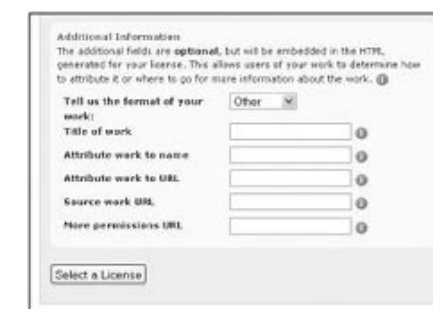 Additional Information
The additional fields are optional, but will be embedded in the HTML
generated for your license. This allows users of your work to determine how
to attribute it or where to go for more information about the work.
Tell us the format of your
work:
Other
Title of work
Attribute work to name
Attribute work to URL
Source work URL
More permissions URL
Select a License